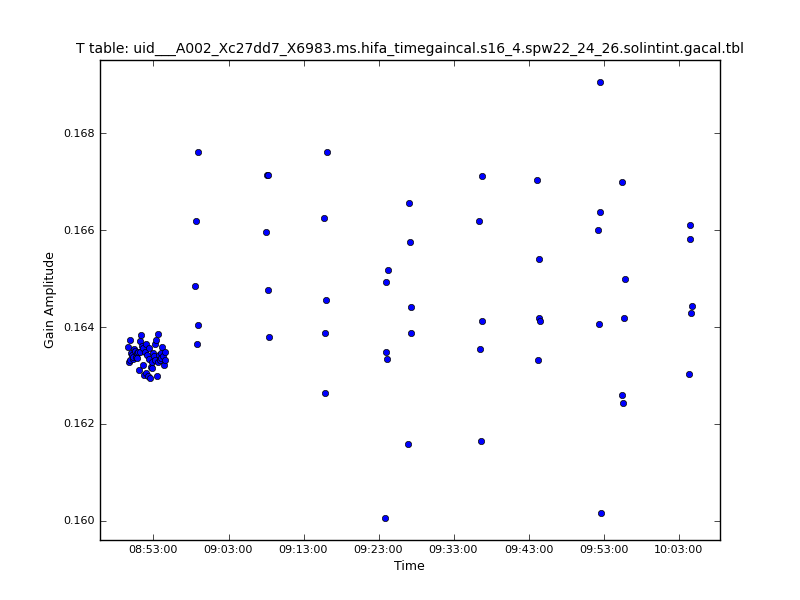 T table: uid___A002_Xc27dd7_X6983.ms.hifa_timegaincal.s16_4.spw22_24_26.solintint.gacal.tbl
0.168
0.166
0.164
0.162
0.160
Gain Amplitude
08:53:00 09:03:00 09:13:00 09:23:00 09:33:00 09:43:00 09:53:00 10:03:00
Time